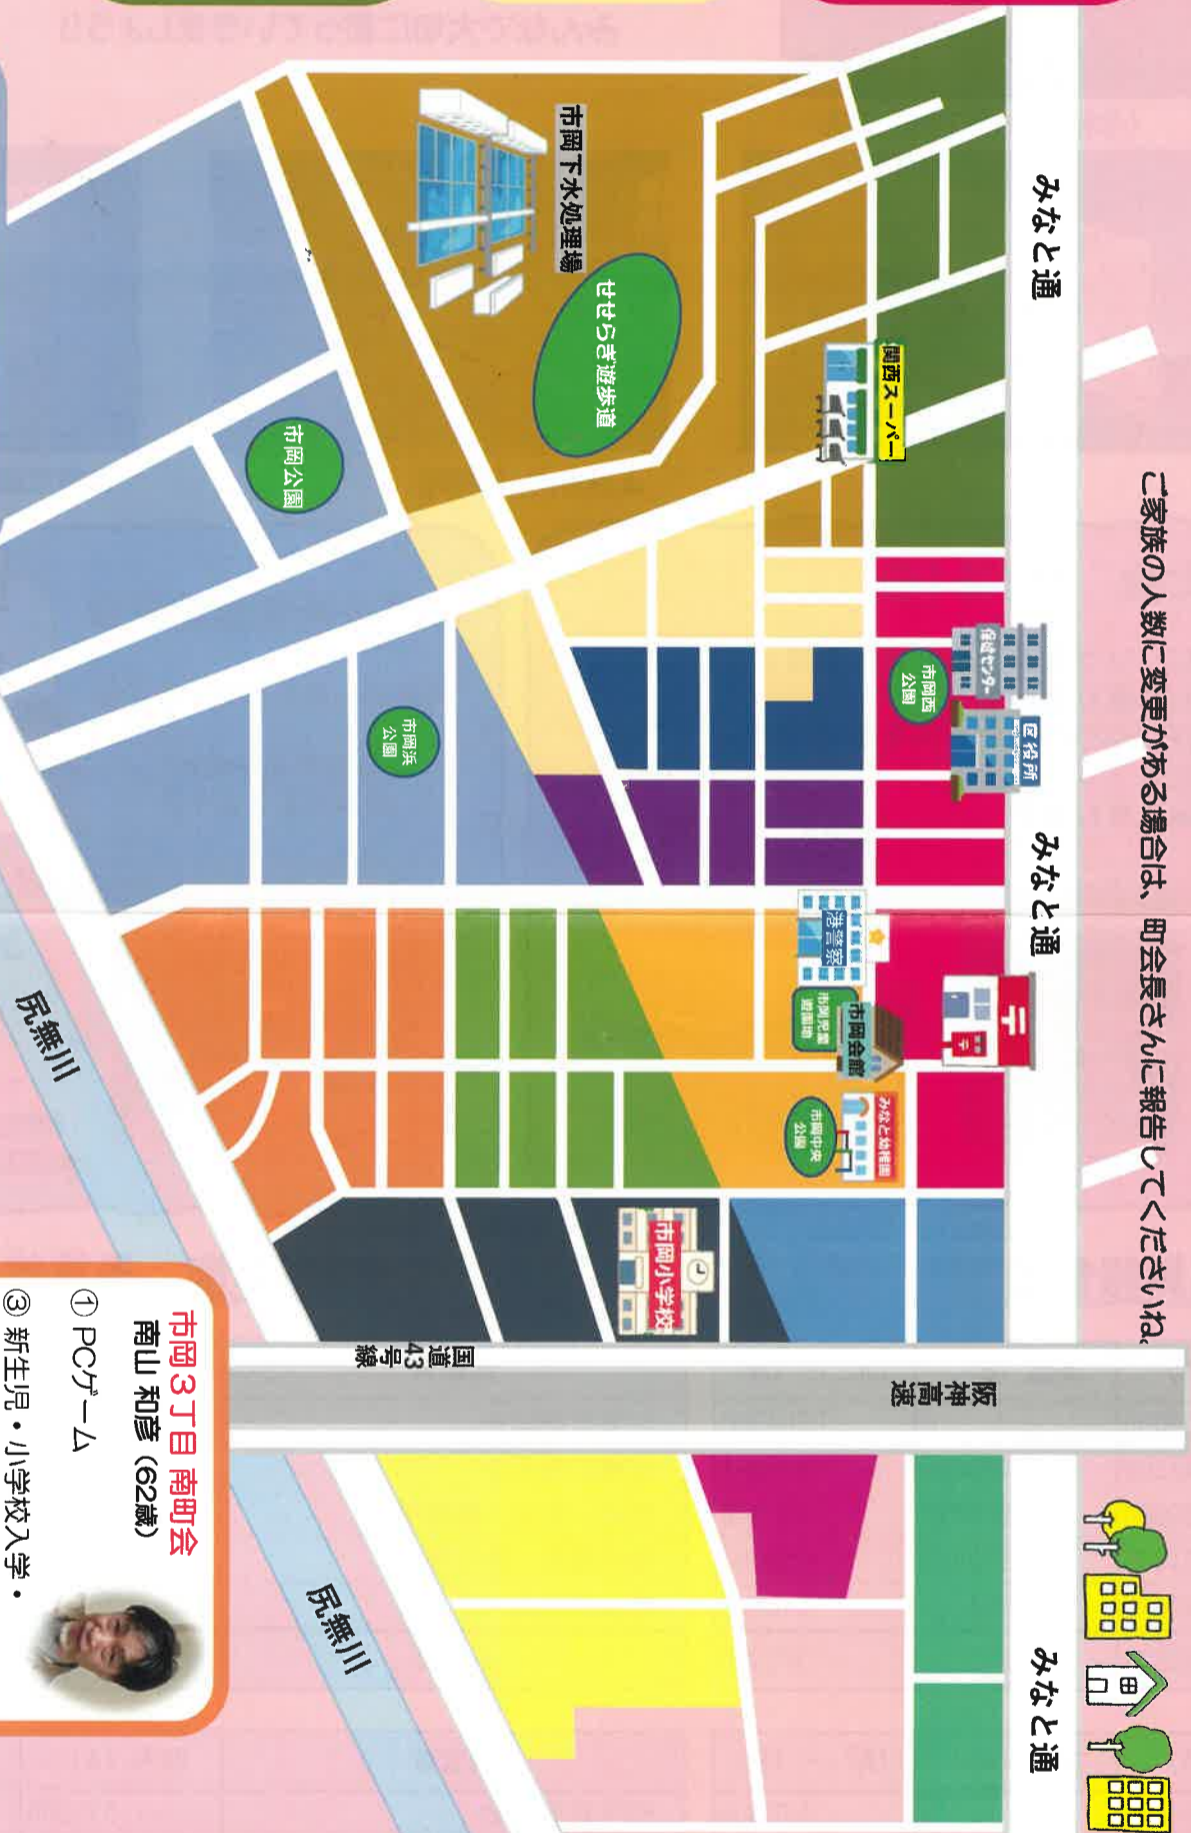 ご家族の人数に変更がある場合は、町会長さんに報告してくださいね。
みなと通
みなと通
みなと通
関西スーパー
市岡下水処理場
せせらぎ遊歩道
市岡公園
保健センター
区役所
市岡西
公園
市岡浜
公園
港警察
市岡児童
遊園地
市岡会館
みなと幼稚園
市岡中央
公園
市岡小学校
国道
43
号線
阪神高速
尻無川
尻無川
市岡3丁目 南町会
南山 和彦（62歳）
① PCゲーム
③ 新生児・小学校入学・